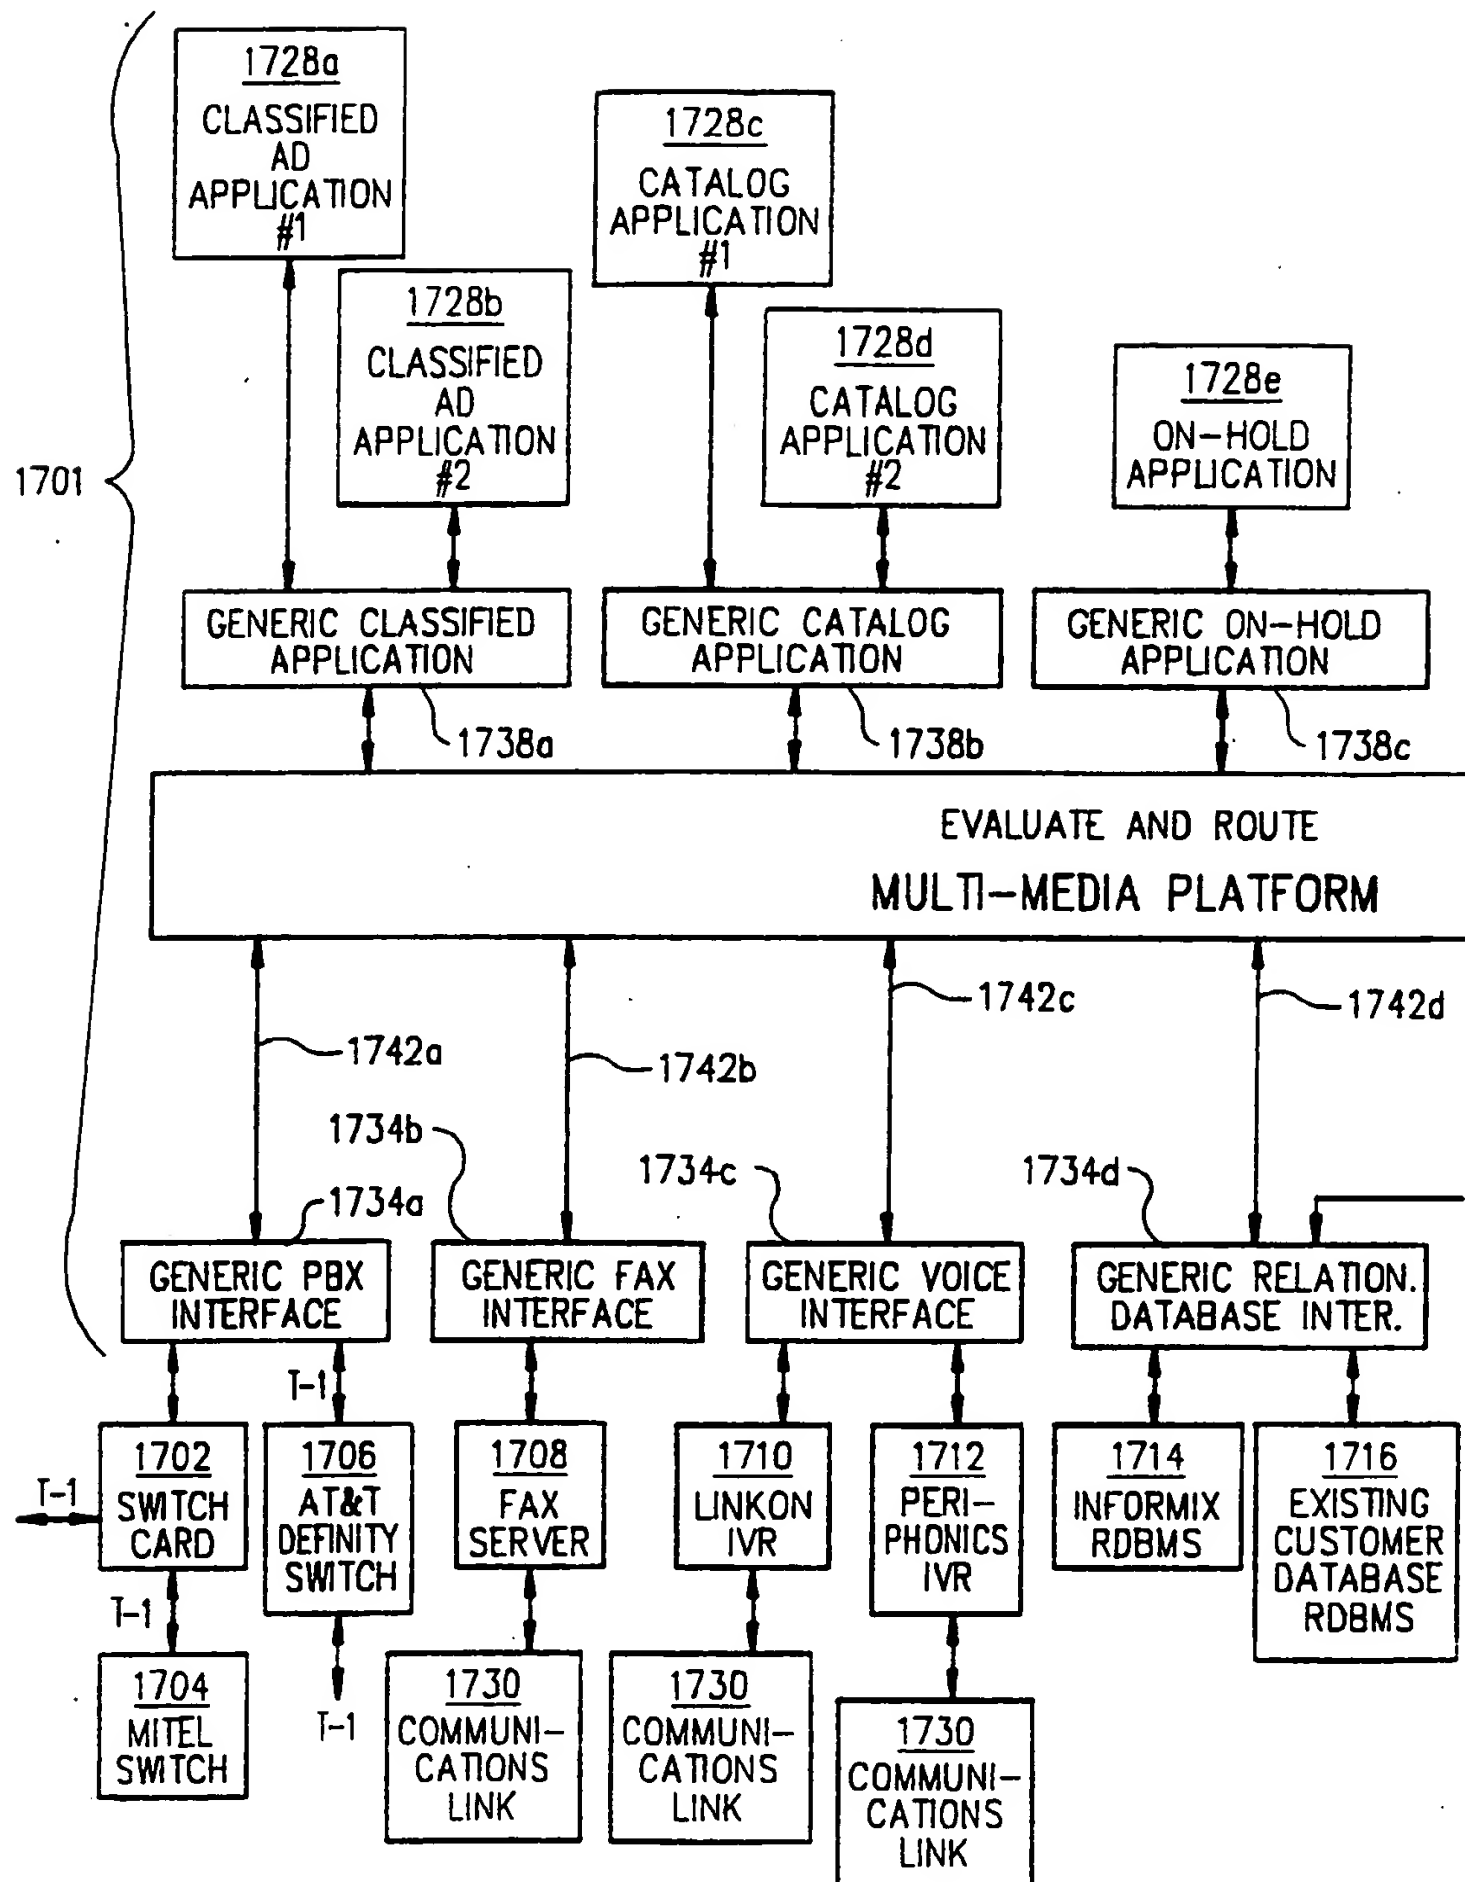 1728a
CLASSIFIED
AD
APPLICATION
#1
1728b
CLASSIFIED
AD
APPLICATION
#2
1728c
CATALOG
APPLICATION
#1
1728d
CATALOG
APPLICATION
#2
1728e
ON-HOLD
APPLICATION
1701
GENERIC CLASSIFIED
APPLICATION
GENERIC CATALOG
APPLICATION
GENERIC ON-HOLD
APPLICATION
1738a
1738b
1738c
EVALUATE AND ROUTE
MULTI-MEDIA PLATFORM
1742a
1742b
1742c
1742d
1734a
1734b
1734c
1734d
GENERIC PBX
INTERFACE
GENERIC FAX
INTERFACE
GENERIC VOICE
INTERFACE
GENERIC RELATION.
DATABASE INTER.
T-1
T-1
1702
SWITCH
CARD
1706
AT&T
DEFINITY
SWITCH
1708
FAX
SERVER
1710
LINKON
IVR
1712
PERI-
PHONICS
IVR
1714
INFORMIX
RDBMS
1716
EXISTING
CUSTOMER
DATABASE
RDBMS
T-1
T-1
1704
MITEL
SWITCH
1730
COMMUNI-
CATIONS
LINK
1730
COMMUNI-
CATIONS
LINK
1730
COMMUNI-
CATIONS
LINK